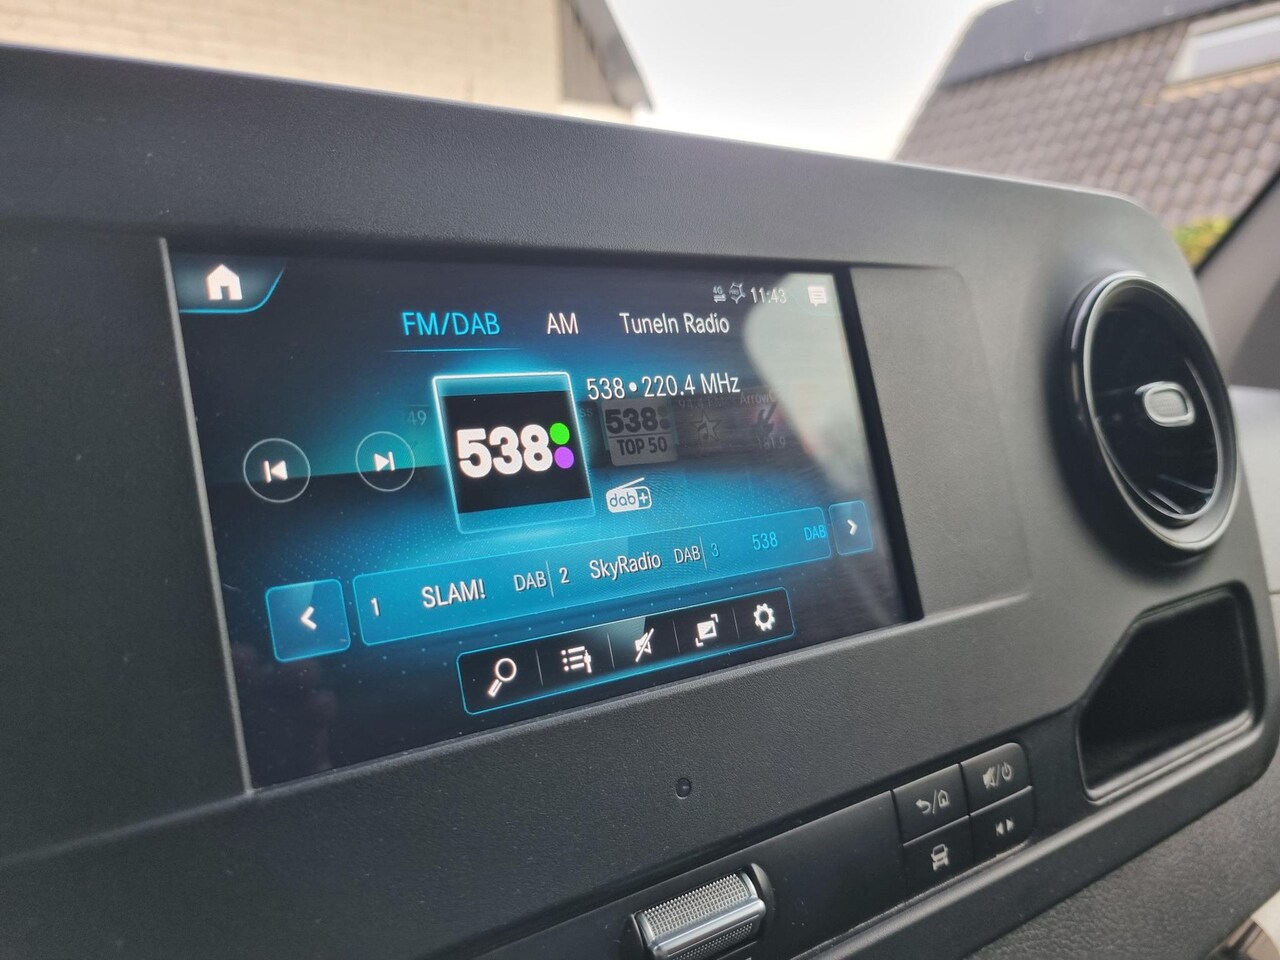 4G 11:43
FM/DAB AM TuneIn Radio
538 • 220.4 MHz
49
538
538
TOP 50
dab+
1 SLAM! DAB 2 SkyRadio DAB 3 538 DAB